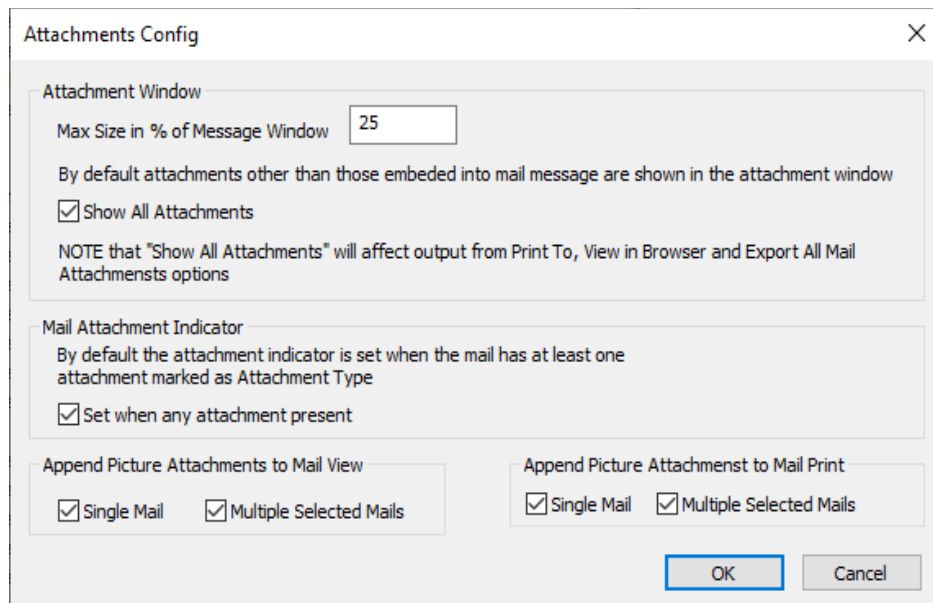 Attachments Config
Attachment Window
Max Size in % of Message Window 25
By default attachments other than those embeded into mail message are shown in the attachment window
Show All Attachments
NOTE that "Show All Attachments" will affect output from Print To, View in Browser and Export All Mail
Attachmensts options
Mail Attachment Indicator
By default the attachment indicator is set when the mail has at least one
attachment marked as Attachment Type
Set when any attachment present
Append Picture Attachments to Mail View
Single Mail Multiple Selected Mails
Append Picture Attachmenst to Mail Print
Single Mail Multiple Selected Mails
OK Cancel